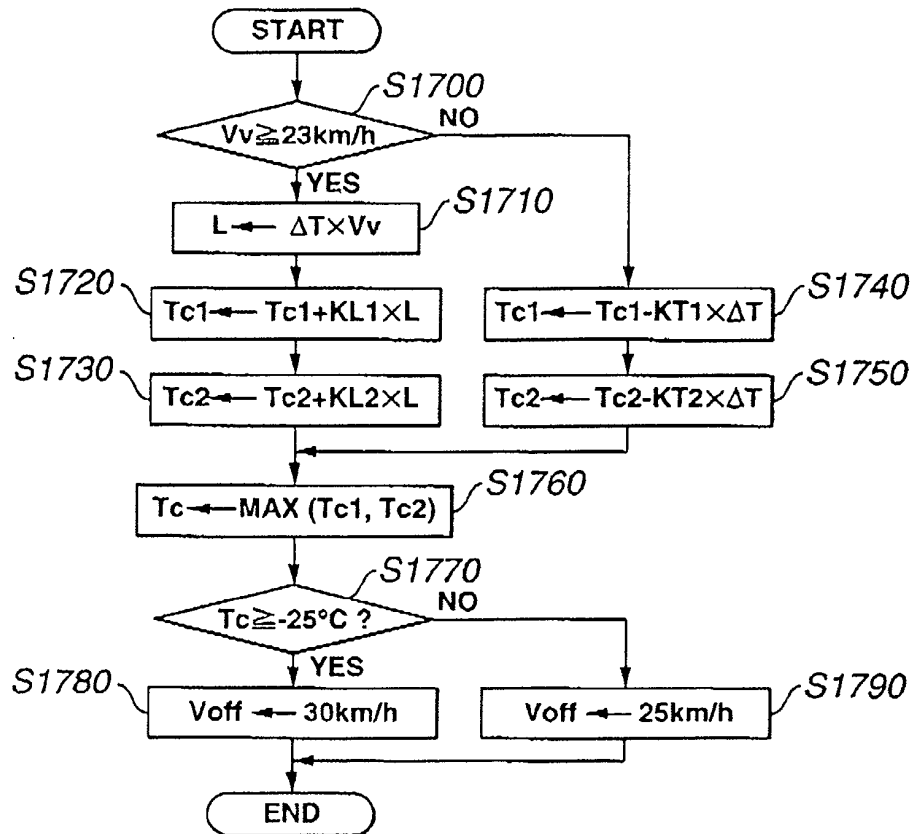 START
S1700
Vv≧23km/h
NO
YES
S1710
L← ΔT×Vv
S1720
Tc1← Tc1+KL1×L
S1740
Tc1← Tc1-KT1×ΔT
S1730
Tc2← Tc2+KL2×L
S1750
Tc2← Tc2-KT2×ΔT
S1760
Tc←MAX (Tc1, Tc2)
S1770
Tc≧-25°C ?
NO
YES
S1780
Voff ← 30km/h
S1790
Voff ← 25km/h
END